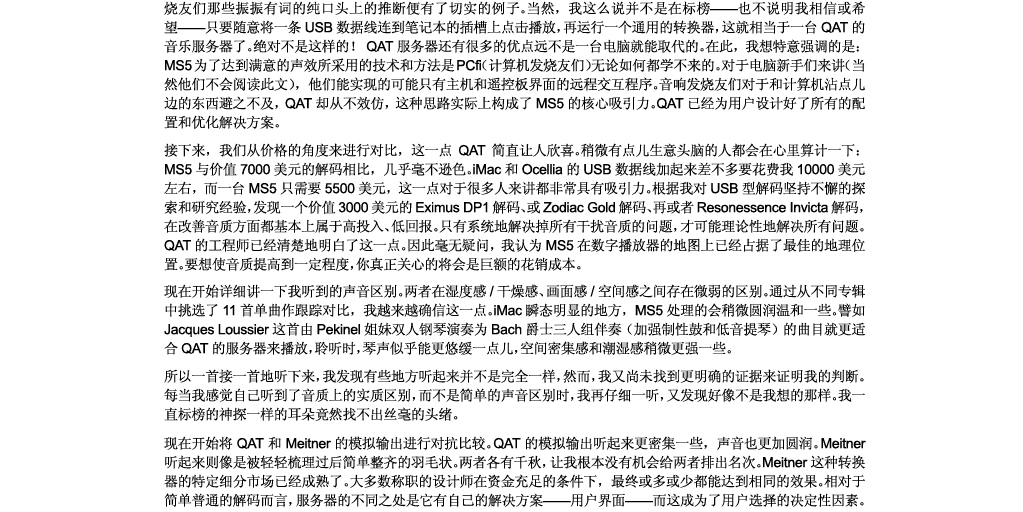 烧友们那些振振有词的纯口头上的推断便有了切实的例子。当然，我这么说并不是在标榜——也不说明我相信或希
望——只要随意将一条 USB 数据线连到笔记本的插槽上点击播放，再运行一个通用的转换器，这就相当于一台 QAT 的
音乐服务器了。绝对不是这样的！ QAT 服务器还有很多的优点远不是一台电脑就能取代的。在此，我想特意强调的是：
MS5 为了达到满意的声效所采用的技术和方法是PCfi（计算机发烧友们）无论如何都学不来的。对于电脑新手们来讲（当
然他们不会阅读此文），他们能实现的可能只有主机和遥控板界面的远程交互程序。音响发烧友们对于和计算机沾点儿
边的东西避之不及，QAT 却从不效仿，这种思路实际上构成了 MS5 的核心吸引力。QAT 已经为用户设计好了所有的配
置和优化解决方案。
接下来，我们从价格的角度来进行对比，这一点 QAT 简直让人欣喜。稍微有点儿生意头脑的人都会在心里算计一下：
MS5 与价值 7000 美元的解码相比，几乎毫不逊色。iMac 和 Ocellia 的 USB 数据线加起来差不多要花费我 10000 美元
左右，而一台 MS5 只需要 5500 美元，这一点对于很多人来讲都非常具有吸引力。根据我对 USB 型解码坚持不懈的探
索和研究经验，发现一个价值 3000 美元的 Eximus DP1 解码、或 Zodiac Gold 解码、再或者 Resonessence Invicta 解码，
在改善音质方面都基本上属于高投入、低回报。只有系统地解决掉所有干扰音质的问题，才可能理论性地解决所有问题。
QAT 的工程师已经清楚地明白了这一点。因此毫无疑问，我认为 MS5 在数字播放器的地图上已经占据了最佳的地理位
置。要想使音质提高到一定程度，你真正关心的将会是巨额的花销成本。
现在开始详细讲一下我听到的声音区别。两者在湿度感 / 干燥感、画面感 / 空间感之间存在微弱的区别。通过从不同专辑
中挑选了 11 首单曲作跟踪对比，我越来越确信这一点。iMac 瞬态明显的地方，MS5 处理的会稍微圆润温和一些。譬如
Jacques Loussier 这首由 Pekinel 姐妹双人钢琴演奏为 Bach 爵士三人组伴奏（加强制性鼓和低音提琴）的曲目就更适
合 QAT 的服务器来播放，聆听时，琴声似乎能更悠缓一点儿，空间密集感和潮湿感稍微更强一些。
所以一首接一首地听下来，我发现有些地方听起来并不是完全一样，然而，我又尚未找到更明确的证据来证明我的判断。
每当我感觉自己听到了音质上的实质区别，而不是简单的声音区别时，我再仔细一听，又发现好像不是我想的那样。我一
直标榜的神探一样的耳朵竟然找不出丝毫的头绪。
现在开始将 QAT 和 Meitner 的模拟输出进行对抗比较。QAT 的模拟输出听起来更密集一些，声音也更加圆润。Meitner
听起来则像是被轻轻梳理过后简单整齐的羽毛状。两者各有千秋，让我根本没有机会给两者排出名次。Meitner 这种转换
器的特定细分市场已经成熟了。大多数称职的设计师在资金充足的条件下，最终或多或少都能达到相同的效果。相对于
简单普通的解码而言，服务器的不同之处是它有自己的解决方案——用户界面——而这成为了用户选择的决定性因素。